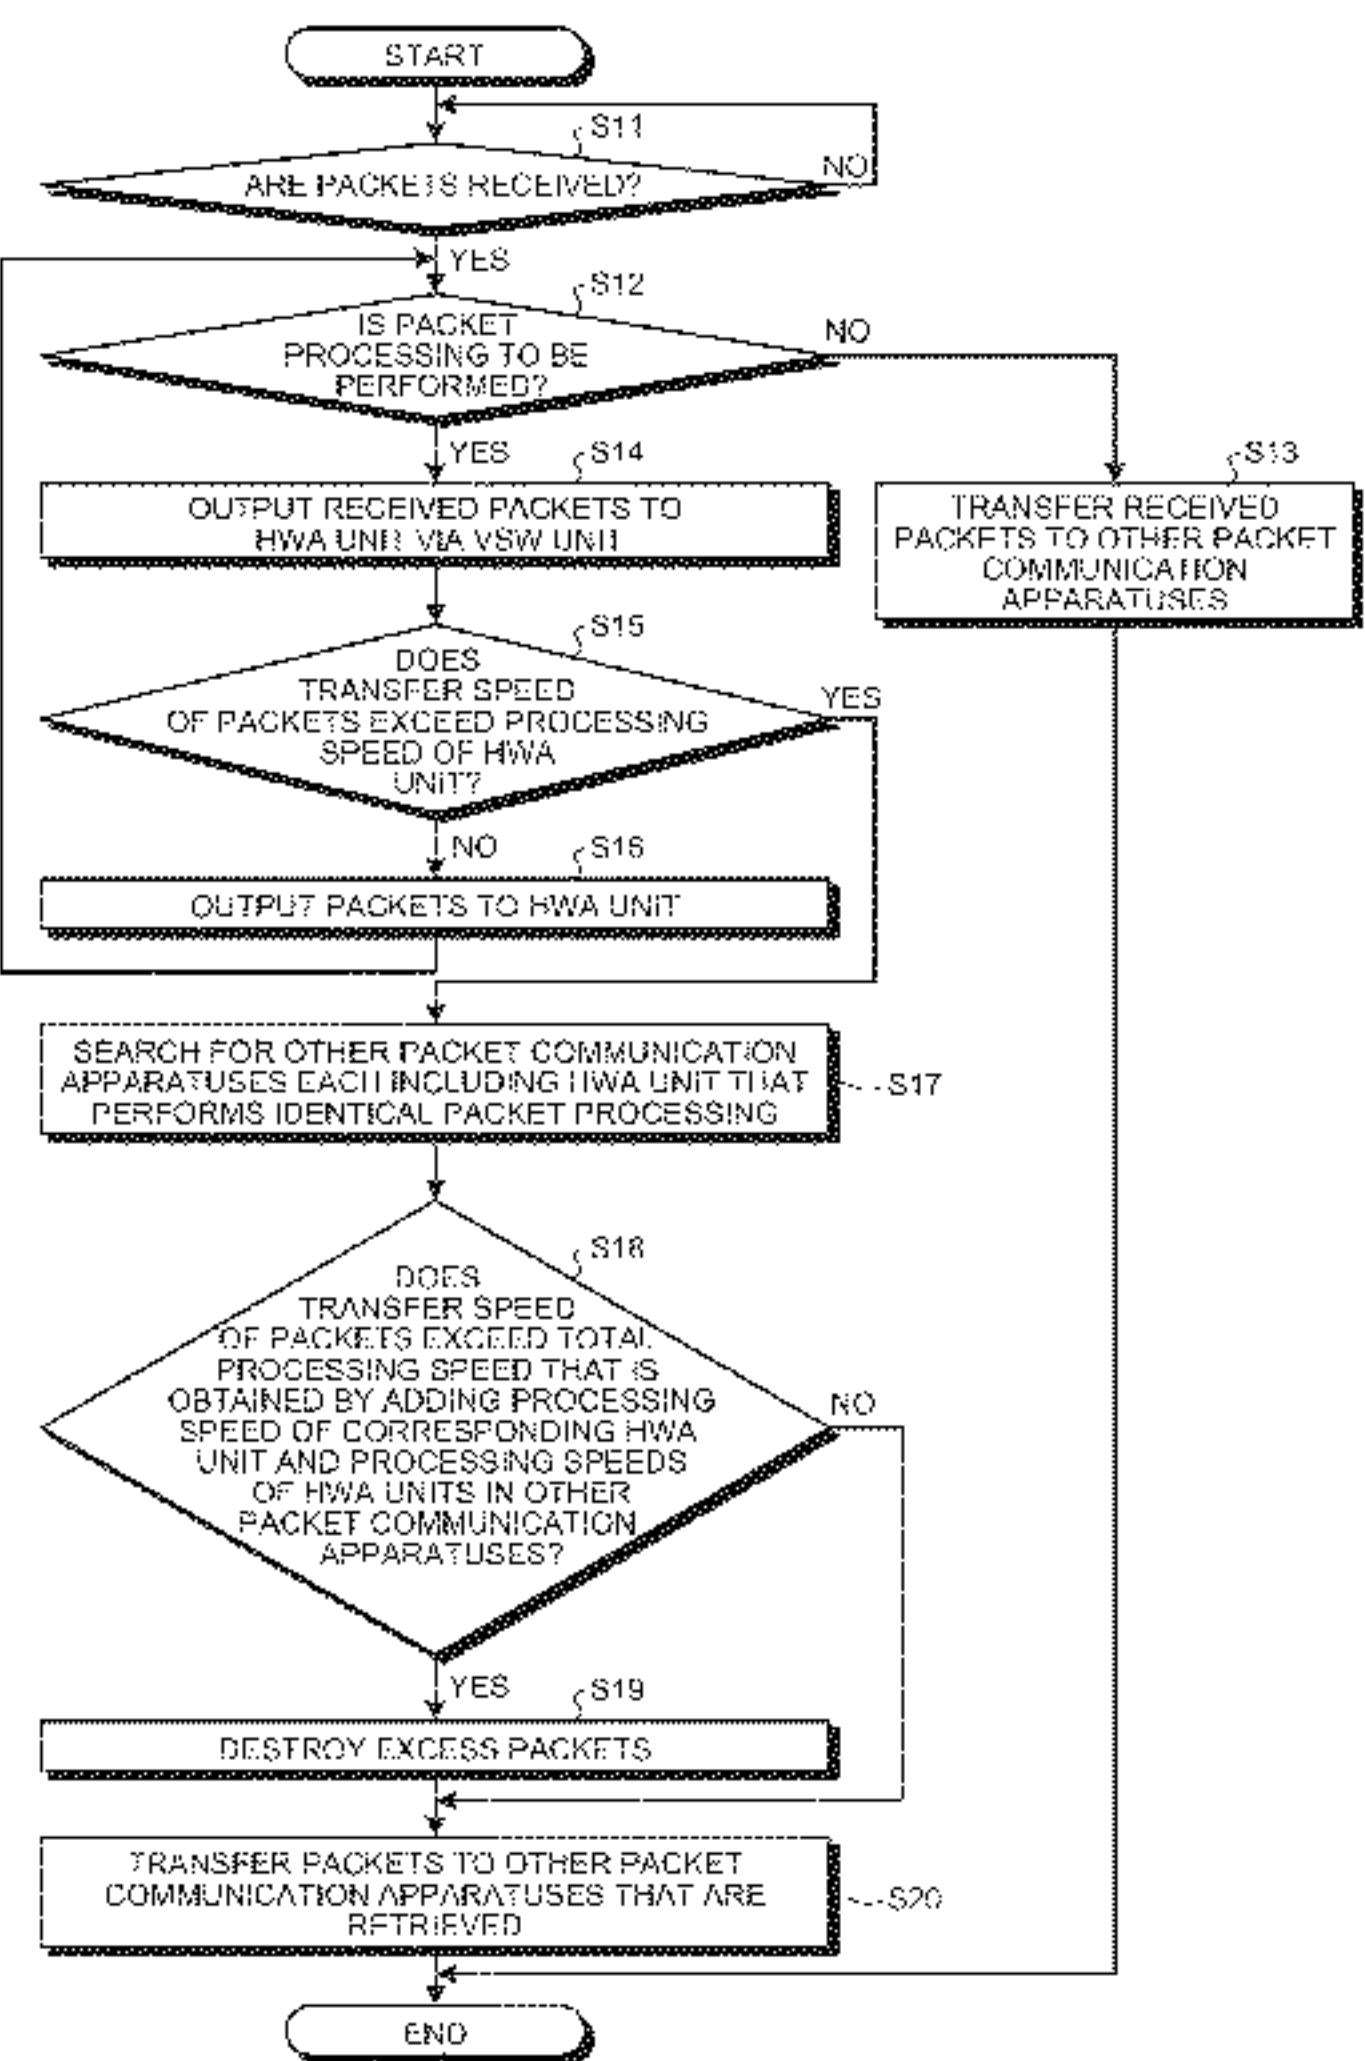 START
S11
ARE PACKETS RECEIVED?
NO
YES
S12
IS PACKET
PROCESSING TO BE
PERFORMED?
NO
YES
S14
OUTPUT RECEIVED PACKETS TO
HWA UNIT VIA VSW UNIT
S13
TRANSFER RECEIVED
PACKETS TO OTHER PACKET
COMMUNICATION
APPARATUSES
S15
DOES
TRANSFER SPEED
OF PACKETS EXCEED PROCESSING
SPEED OF HWA
UNIT?
YES
NO
S16
OUTPUT PACKETS TO HWA UNIT
SEARCH FOR OTHER PACKET COMMUNICATION
APPARATUSES EACH INCLUDING HWA UNIT THAT
PERFORMS IDENTICAL PACKET PROCESSING
S17
S18
DOES
TRANSFER SPEED
OF PACKETS EXCEED TOTAL
PROCESSING SPEED THAT IS
OBTAINED BY ADDING PROCESSING
SPEED OF CORRESPONDING HWA
UNIT AND PROCESSING SPEEDS
OF HWA UNITS IN OTHER
PACKET COMMUNICATION
APPARATUSES?
NO
YES
S19
DESTROY EXCESS PACKETS
TRANSFER PACKETS TO OTHER PACKET
COMMUNICATION APPARATUSES THAT ARE
RETRIEVED
S20
END